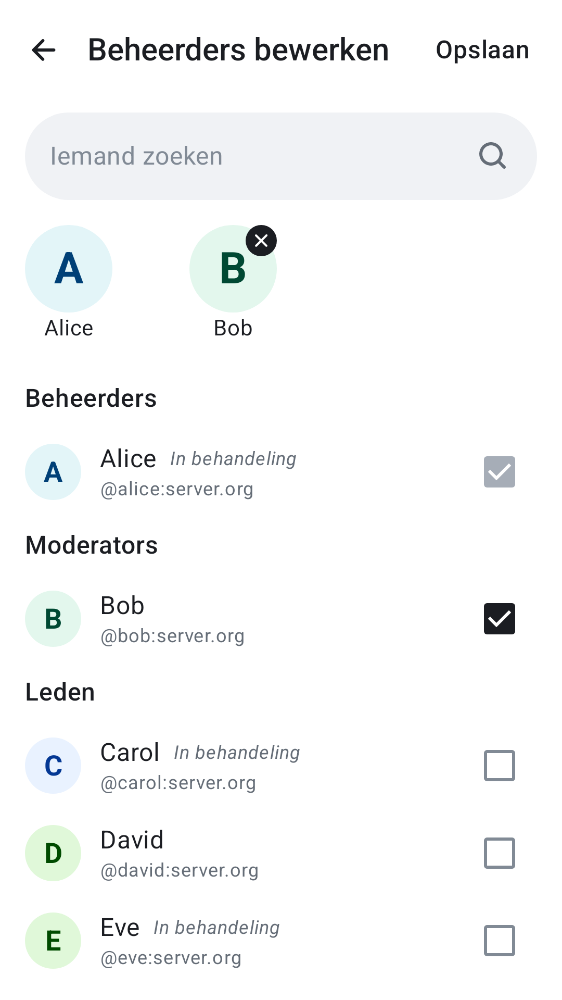 Beheerders bewerken Opslaan
Iemand zoeken
A B
Alice Bob
Beheerders
A Alice In behandeling
@alice:server.org
Moderators
B Bob
@bob:server.org
Leden
C Carol In behandeling
@carol:server.org
D David
@david:server.org
E Eve In behandeling
@eve:server.org